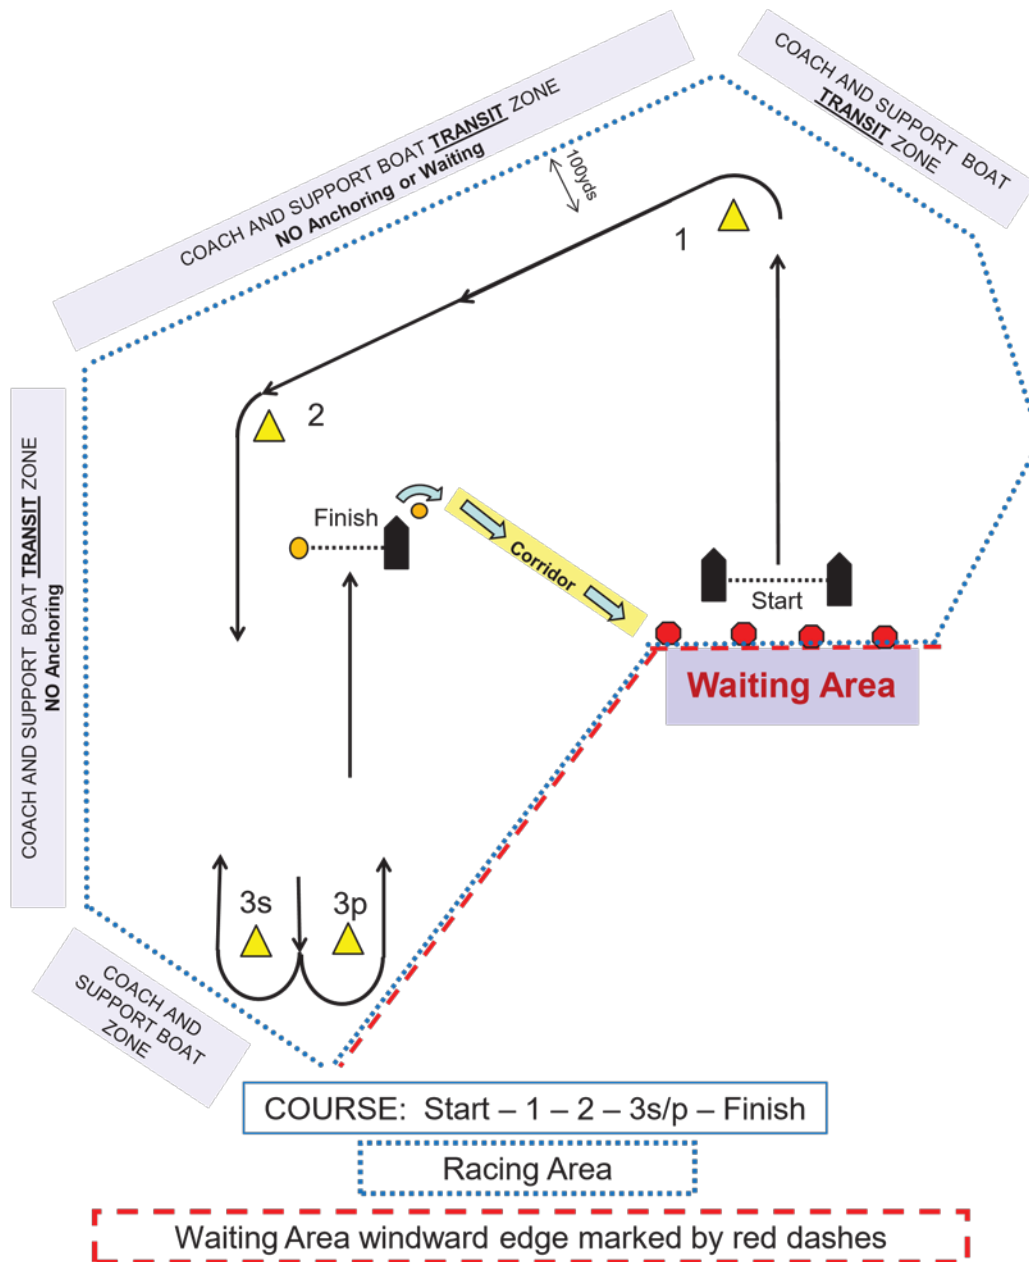 COACH AND SUPPORT BOAT
TRANSIT ZONE
COACH AND SUPPORT BOAT TRANSIT ZONE
NO Anchoring or Waiting
100yds
1
2
COACH AND SUPPORT BOAT TRANSIT ZONE
NO Anchoring
Finish
Corridor
Start
Waiting Area
3s
3p
COACH AND
SUPPORT BOAT
ZONE
COURSE: Start – 1 – 2 – 3s/p – Finish
Racing Area
Waiting Area windward edge marked by red dashes